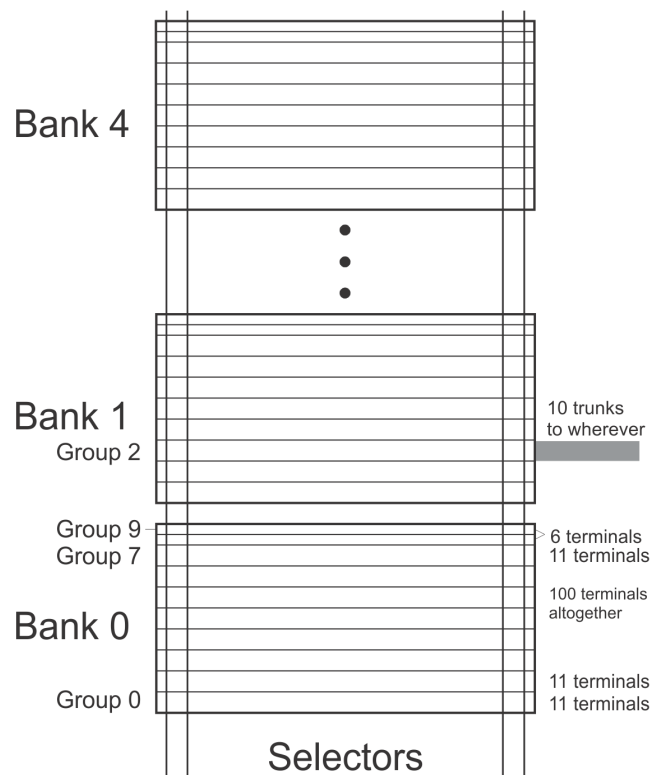 Bank 4
10 trunks
to wherever
Bank 1
Group 2
Group 9
6 terminals
Group 7
11 terminals
100 terminals
altogether
Bank 0
11 terminals
Group 0
11 terminals
Selectors